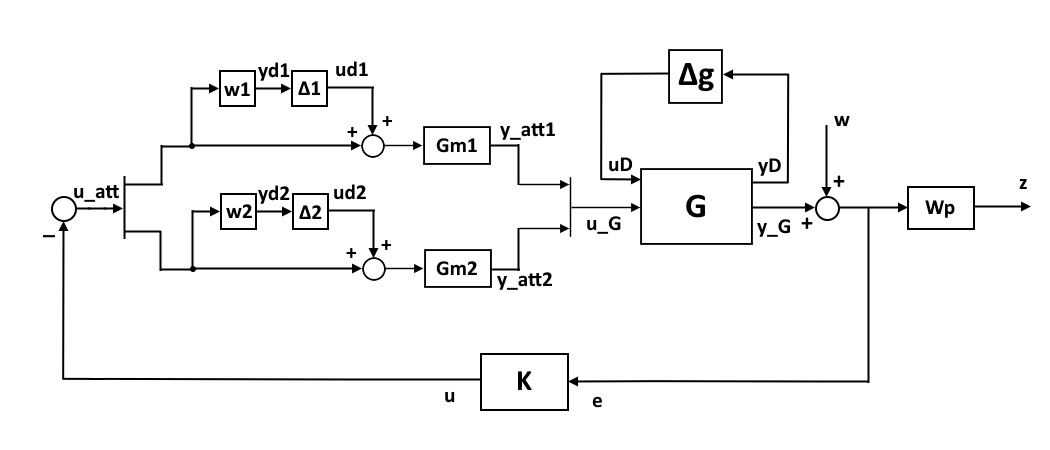 Δg
yd1
ud1
w1
Δ1
+
w
+
y_att1
Gm1
uD
yD
+
z
u_att
yd2
ud2
w2
Δ2
G
Wp
u_G
y_G
+
−
+
+
Gm2
y_att2
K
u
e